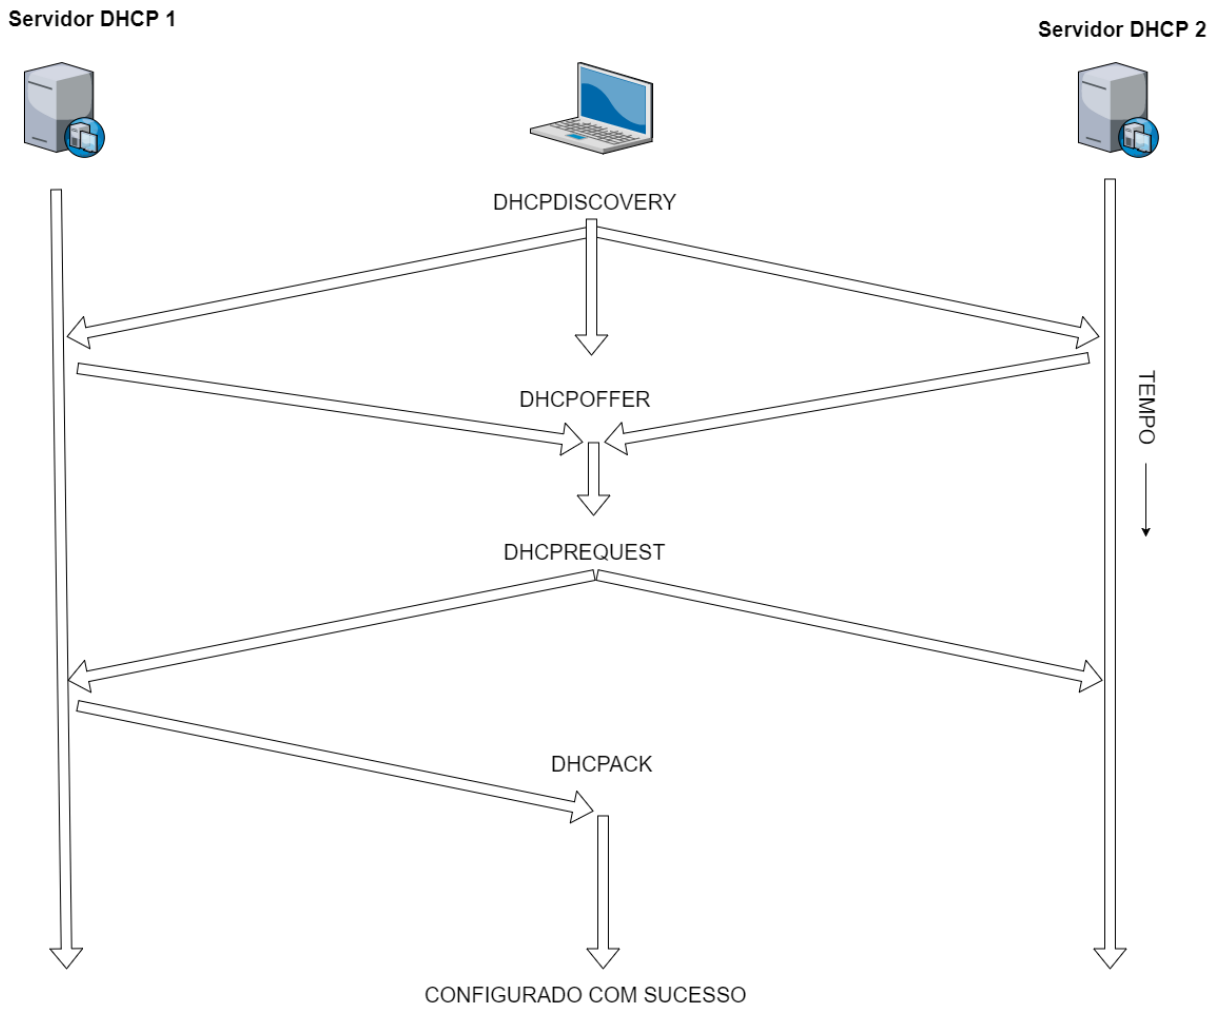 Servidor DHCP 1
Servidor DHCP 2
DHCPDISCOVERY
DHCPOFFER
TEMPO
DHCPREQUEST
DHCPACK
CONFIGURADO COM SUCESSO